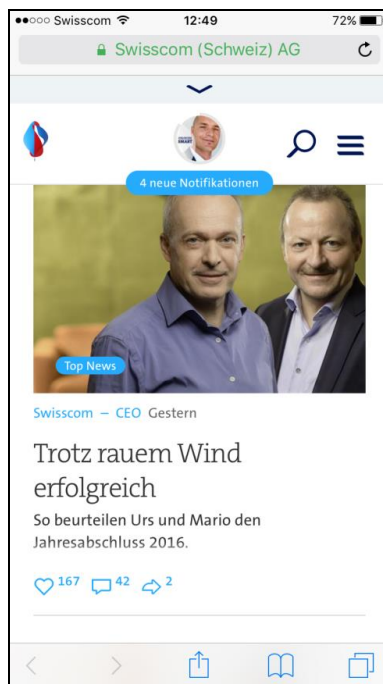 Swisscom 12:49 72%
Swisscom (Schweiz) AG
4 neue Notifikationen
Top News
Swisscom – CEO Gestern
Trotz rauem Wind
erfolgreich
So beurteilen Urs und Mario den
Jahresabschluss 2016.
167 42 2